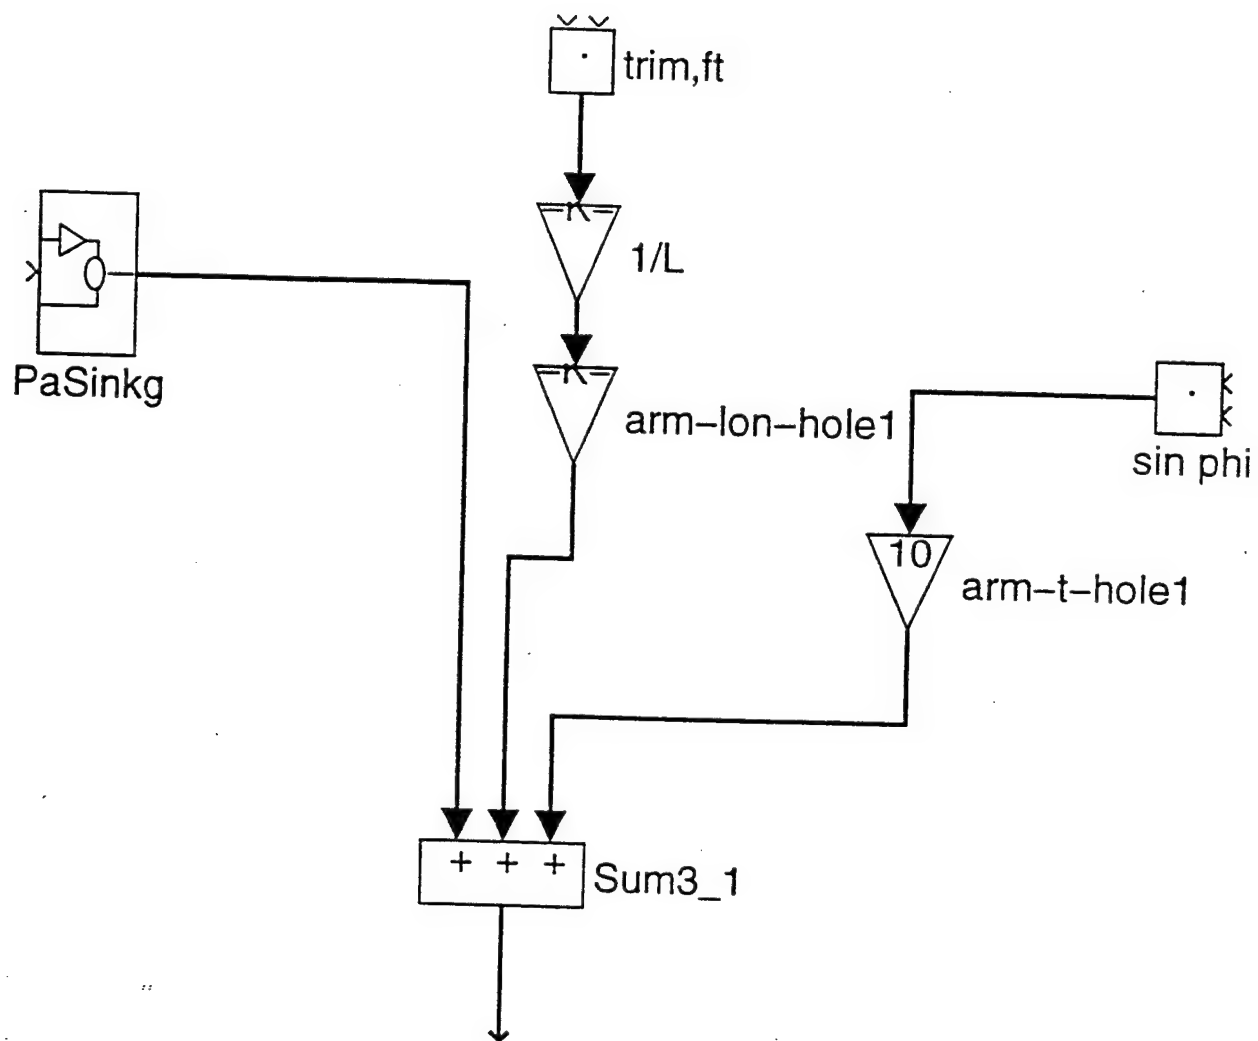 trim,ft
–K–
1/L
PaSinkg
–K–
arm–lon–hole1
sin phi
10
arm–t–hole1
+ + +
Sum3_1